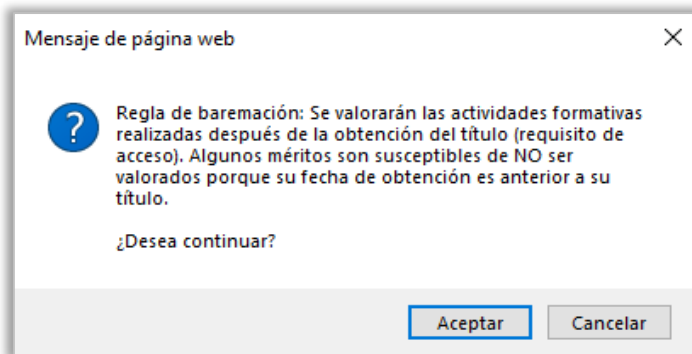 Mensaje de página web
Regla de baremación: Se valorarán las actividades formativas
realizadas después de la obtención del título (requisito de
acceso). Algunos méritos son susceptibles de NO ser
valorados porque su fecha de obtención es anterior a su
título.
¿Desea continuar?
Aceptar
Cancelar